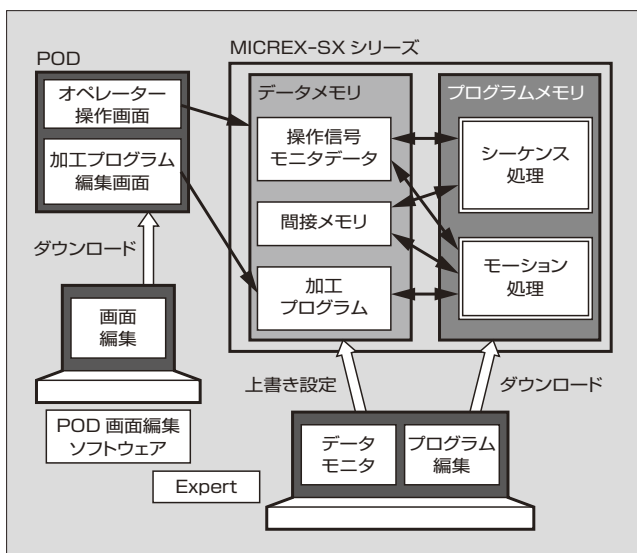 POD
オペレーター
操作画面
加工プログラム
編集画面
ダウンロード
画面
編集
POD 画面編集
ソフトウェア
MICREX-SX シリーズ
データメモリ
操作信号
モニタデータ
間接メモリ
加工
プログラム
プログラムメモリ
シーケンス
処理
モーション
処理
上書き設定
ダウンロード
データ
モニタ
プログラム
編集
Expert